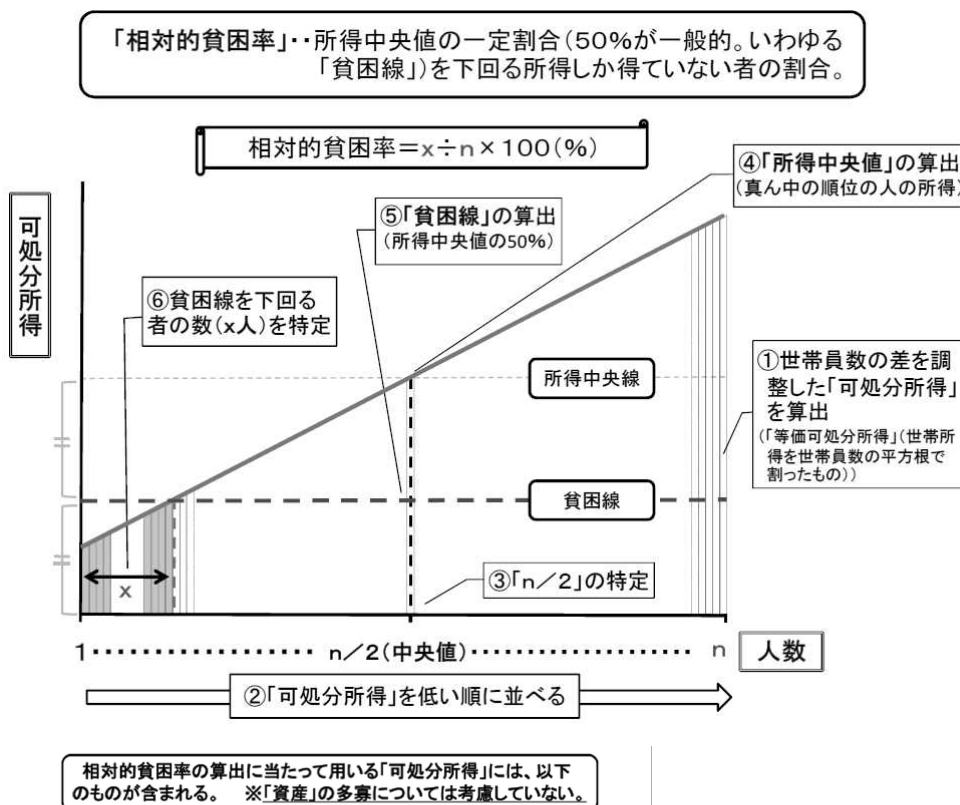 「相対的貧困率」‥所得中央値の一定割合(50%が一般的。いわゆる
「貧困線」)を下回る所得しか得ていない者の割合。
相対的貧困率=x÷n×100(%)
④「所得中央値」の算出
(真ん中の順位の人の所得)
⑤「貧困線」の算出
(所得中央値の50%)
可処分所得
⑥貧困線を下回る
者の数(x人)を特定
所得中央線
①世帯員数の差を調
整した「可処分所得」
を算出
(「等価可処分所得」(世帯所
得を世帯員数の平方根で
割ったもの))
貧困線
③「n/2」の特定
x
1‥‥‥‥‥‥‥‥ n/2(中央値)‥‥‥‥‥‥‥‥ n
人数
②「可処分所得」を低い順に並べる
相対的貧困率の算出に当たって用いる「可処分所得」には、以下
のものが含まれる。 ※「資産」の多寡については考慮していない。